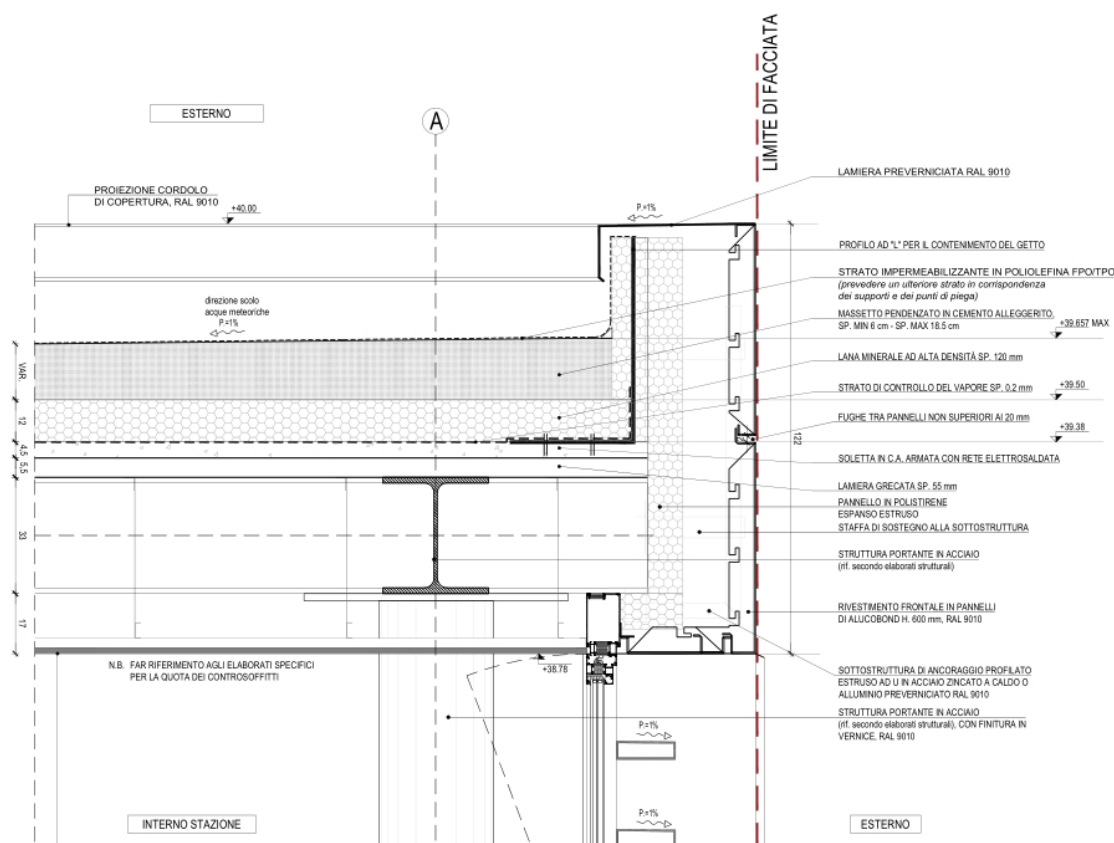 LIMITE DI FACCIATA
ESTERNO
A
LAMIERA PREVERNICIATA RAL 9010
PROIEZIONE CORDOLO
DI COPERTURA, RAL 9010
+40.00
P.=1%
PROFILO AD "L" PER IL CONTENIMENTO DEL GETTO
STRATO IMPERMEABILIZZANTE IN POLIOLEFINA FPO/TPO
(prevedere un ulteriore strato in corrispondenza
dei supporti e dei punti di piega)
direzione scolo
acque meteoriche
P.=1%
MASSETTO PENDENZATO IN CEMENTO ALLEGGERITO,
SP. MIN 6 cm - SP. MAX 18.5 cm
+39.657 MAX
LANA MINERALE AD ALTA DENSITÀ SP. 120 mm
VAR.
STRATO DI CONTROLLO DEL VAPORE SP. 0.2 mm
+39.50
12
FUGHE TRA PANNELLI NON SUPERIORI AI 20 mm
+39.38
122
4,5
SOLETTA IN C.A. ARMATA CON RETE ELETTROSALDATA
5,5
LAMIERA GRECATA SP. 55 mm
PANNELLO IN POLISTIRENE
ESPANSO ESTRUSO
STAFFA DI SOSTEGNO ALLA SOTTOSTRUTTURA
33
STRUTTURA PORTANTE IN ACCIAIO
(rif. secondo elaborati strutturali)
17
RIVESTIMENTO FRONTALE IN PANNELLI
DI ALUCOBOND H. 600 mm, RAL 9010
N.B. FAR RIFERIMENTO AGLI ELABORATI SPECIFICI
PER LA QUOTA DEI CONTROSOFFITTI
+38.78
SOTTOSTRUTTURA DI ANCORAGGIO PROFILATO
ESTRUSO AD U IN ACCIAIO ZINCATO A CALDO O
ALLUMINIO PREVERNICIATO RAL 9010
STRUTTURA PORTANTE IN ACCIAIO
(rif. secondo elaborati strutturali), CON FINITURA IN
VERNICE, RAL 9010
P.=1%
P.=1%
INTERNO STAZIONE
ESTERNO